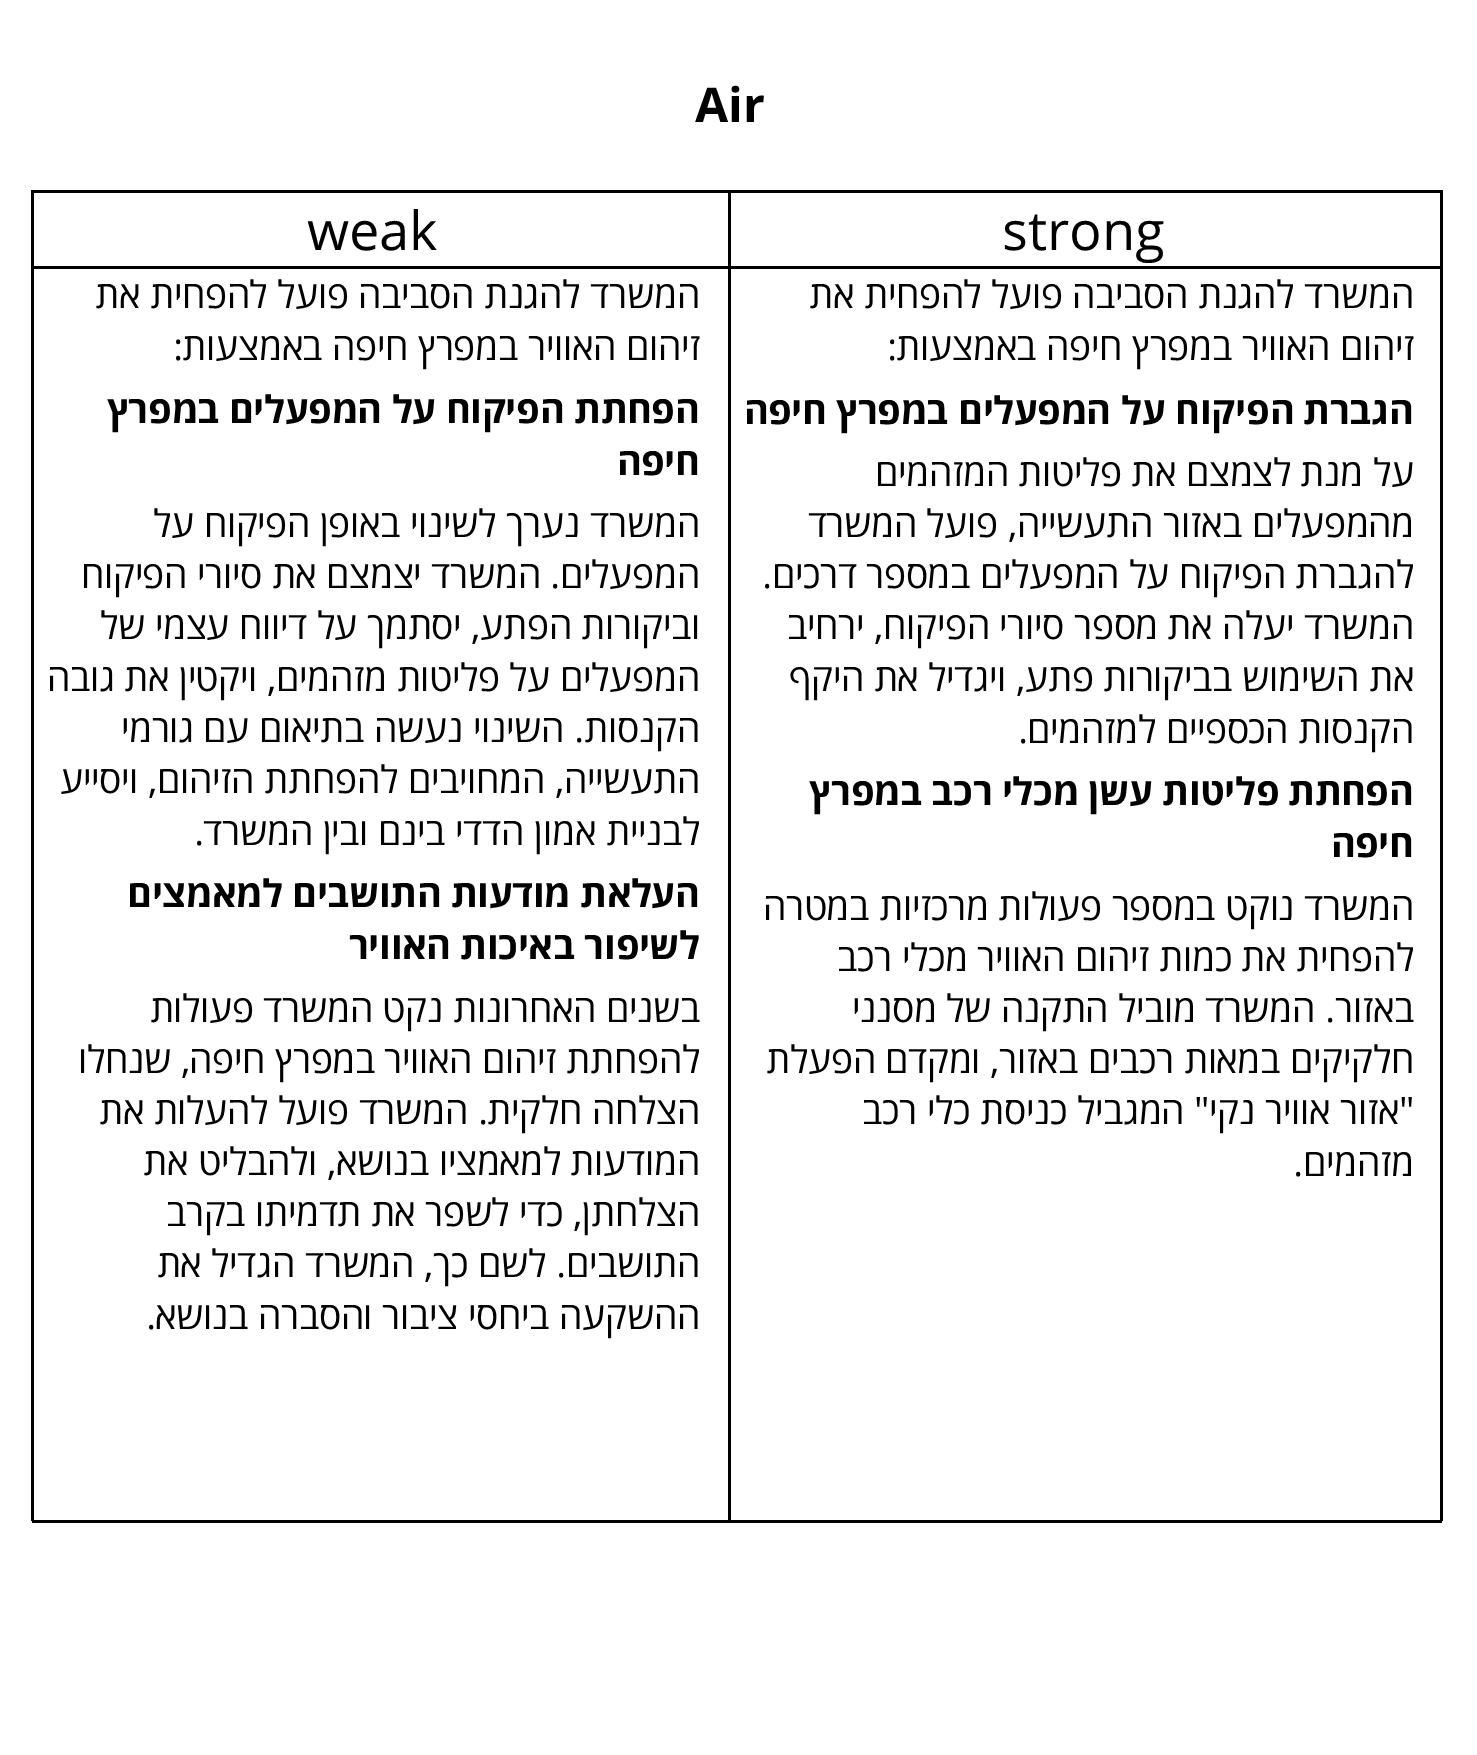 Air
weak
strong
המשרד להגנת הסביבה פועל להפחית את
זיהום האוויר במפרץ חיפה באמצעות:
הפחתת הפיקוח על המפעלים במפרץ
חיפה
המשרד נערך לשינוי באופן הפיקוח על
המפעלים. המשרד יצמצם את סיורי הפיקוח
וביקורות הפתע, יסתמך על דיווח עצמי של
המפעלים על פליטות מזהמים, ויקטין את גובה
הקנסות. השינוי נעשה בתיאום עם גורמי
התעשייה, המחויבים להפחתת הזיהום, ויסייע
לבניית אמון הדדי בינם ובין המשרד.
העלאת מודעות התושבים למאמצים
לשיפור באיכות האוויר
בשנים האחרונות נקט המשרד פעולות
להפחתת זיהום האוויר במפרץ חיפה, שנחלו
הצלחה חלקית. המשרד פועל להעלות את
המודעות למאמציו בנושא, ולהבליט את
הצלחתן, כדי לשפר את תדמיתו בקרב
התושבים. לשם כך, המשרד הגדיל את
ההשקעה ביחסי ציבור והסברה בנושא.
המשרד להגנת הסביבה פועל להפחית את
זיהום האוויר במפרץ חיפה באמצעות:
הגברת הפיקוח על המפעלים במפרץ חיפה
על מנת לצמצם את פליטות המזהמים
מהמפעלים באזור התעשייה, פועל המשרד
להגברת הפיקוח על המפעלים במספר דרכים.
המשרד יעלה את מספר סיורי הפיקוח, ירחיב
את השימוש בביקורות פתע, ויגדיל את היקף
הקנסות הכספיים למזהמים.
הפחתת פליטות עשן מכלי רכב במפרץ
חיפה
המשרד נוקט במספר פעולות מרכזיות במטרה
להפחית את כמות זיהום האוויר מכלי רכב
באזור. המשרד מוביל התקנה של מסנני
חלקיקים במאות רכבים באזור, ומקדם הפעלת
"אזור אוויר נקי" המגביל כניסת כלי רכב
מזהמים.